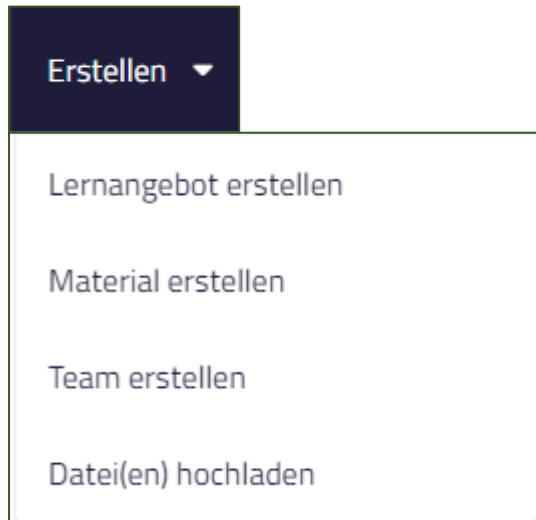 Erstellen
Lernangebot erstellen
Material erstellen
Team erstellen
Datei(en) hochladen